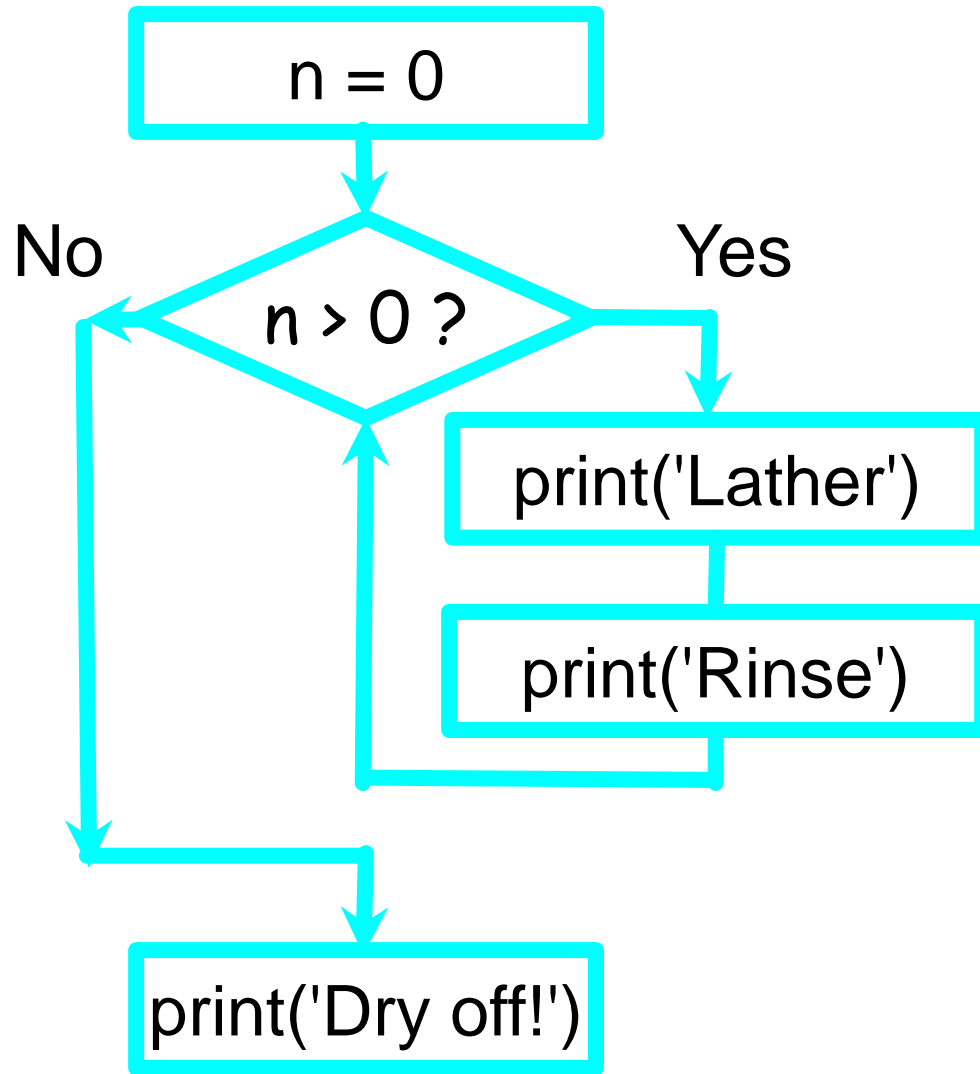 n = 0
No
Yes
n > 0 ?
print('Lather')
print('Rinse')
print('Dry off!')